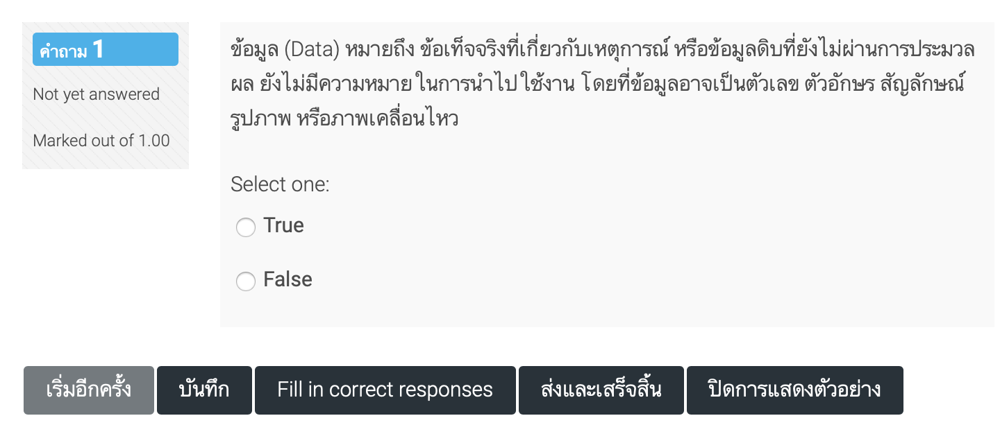 คำถาม 1
Not yet answered
Marked out of 1.00
ข้อมูล (Data) หมายถึง ข้อเท็จจริงที่เกี่ยวกับเหตุการณ์ หรือข้อมูลดิบที่ยังไม่ผ่านการประมวล
ผล ยังไม่มีความหมาย ในการนำไป ใช้งาน โดยที่ข้อมูลอาจเป็นตัวเลข ตัวอักษร สัญลักษณ์
รูปภาพ หรือภาพเคลื่อนไหว
Select one:
True
False
เริ่มอีกครั้ง บันทึก Fill in correct responses ส่งและเสร็จสิ้น ปิดการแสดงตัวอย่าง